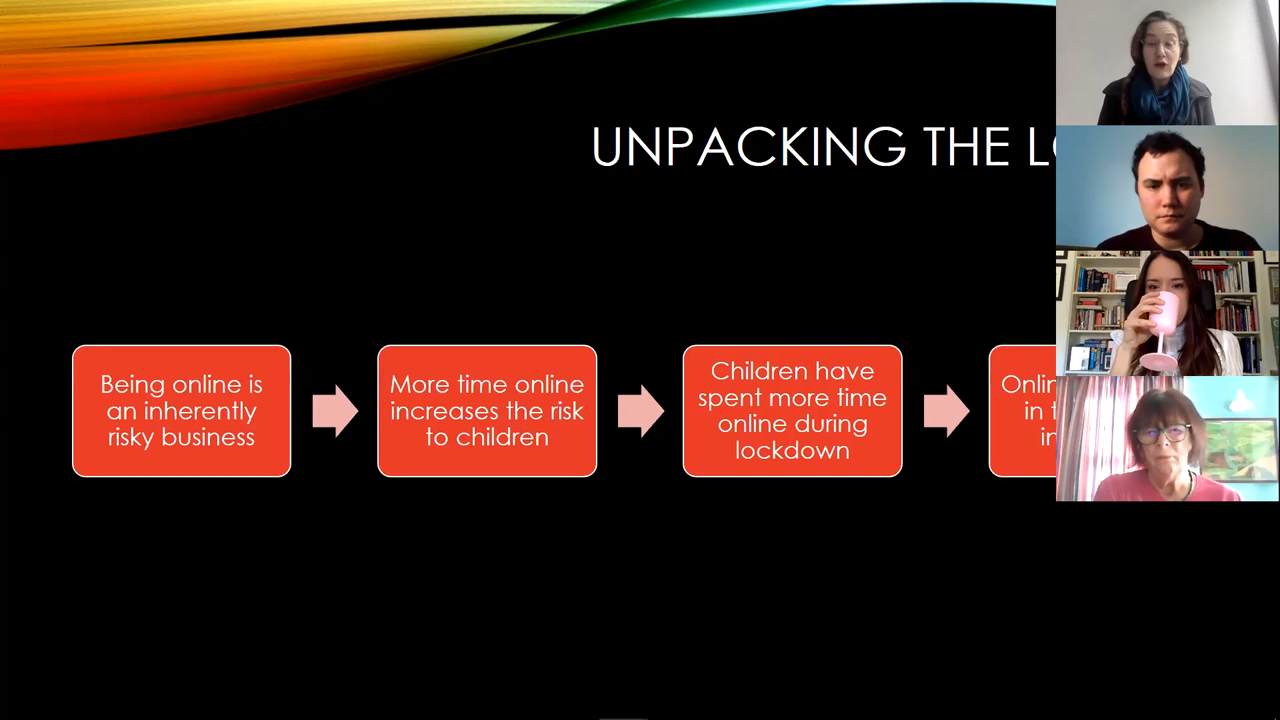 UNPACKING THE
Being online is
an inherently
risky business
More time online
increases the risk
to children
Children have
spent more time
online during
lockdown
in